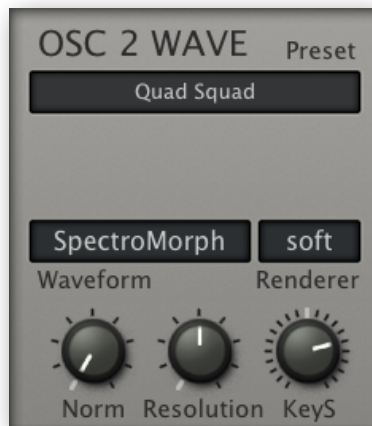 OSC 2 WAVE Preset
Quad Squad
SpectroMorph soft
Waveform Renderer
Norm Resolution KeyS